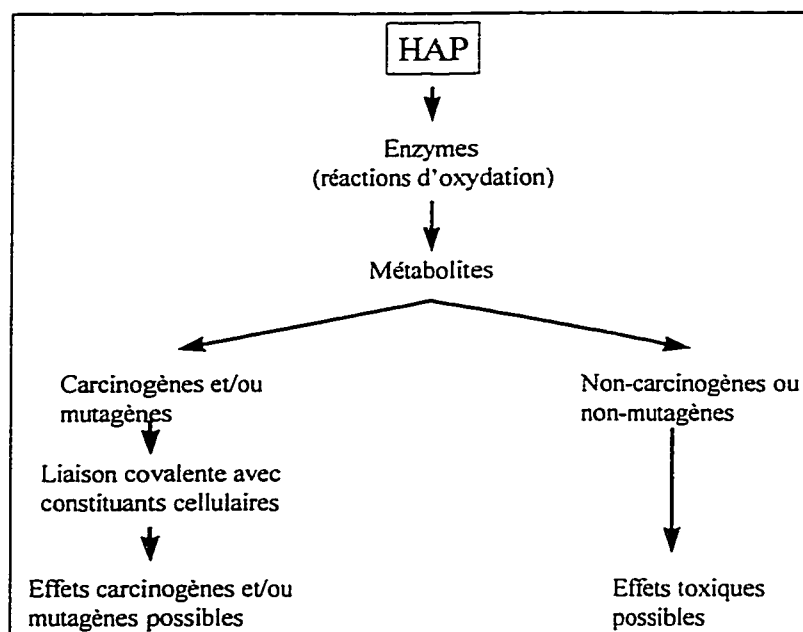 HAP
Enzymes
(réactions d'oxydation)
Métabolites
Carcinogènes et/ou
mutagènes
Liaison covalente avec
constituants cellulaires
Effets carcinogènes et/ou
mutagènes possibles
Non-carcinogènes ou
non-mutagènes
Effets toxiques
possibles